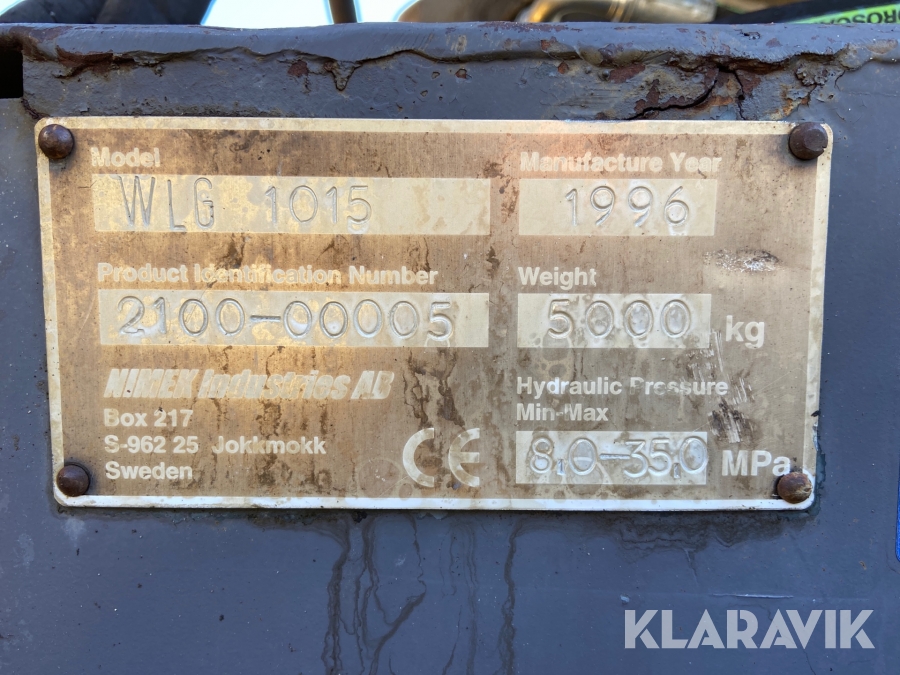 OROSCA
Model
WLG 1015
Manufacture Year
1996
Product Identification Number
2100-00005
Weight
5000 kg
NIMEK Industries AB
Box 217
S-962 25 Jokkmokk
Sweden
CE
Hydraulic Pressure
Min-Max
8.0-35.0 MPa
KLARAVIK